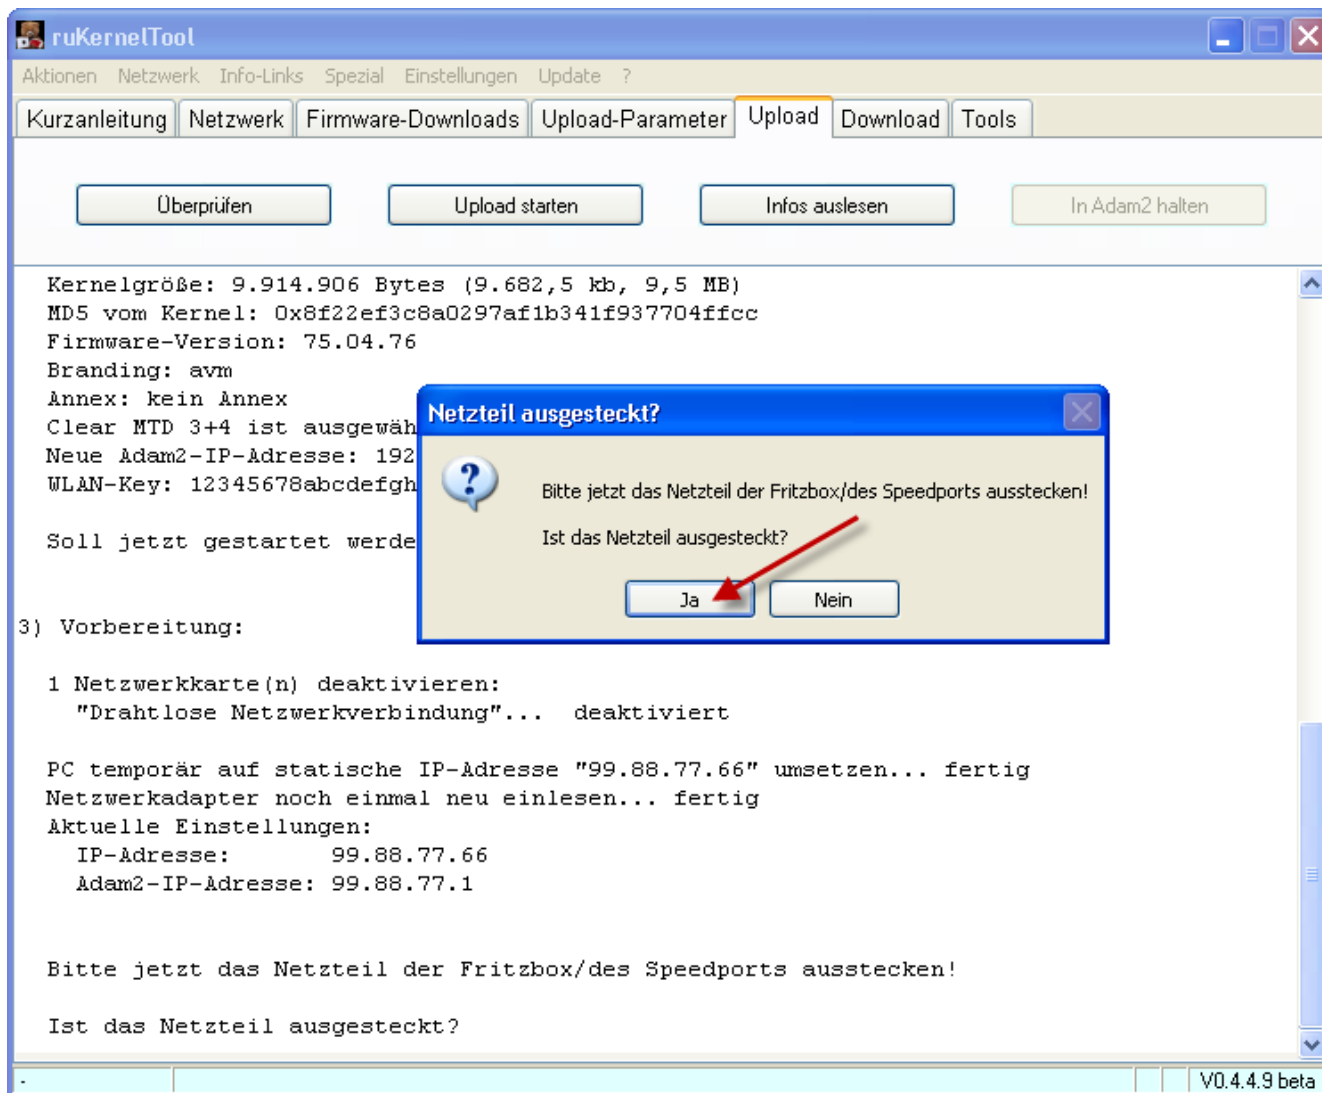 ruKernelTool
Aktionen Netzwerk Info-Links Spezial Einstellungen Update ?
Kurzanleitung Netzwerk Firmware-Downloads Upload-Parameter Upload Download Tools
Überprüfen Upload starten Infos auslesen In Adam2 halten
Kernelgröße: 9.914.906 Bytes (9.682,5 kb, 9,5 MB)
MD5 vom Kernel: 0x8f22ef3c8a0297af1b341f937704ffcc
Firmware-Version: 75.04.76
Branding: avm
Annex: kein Annex
Clear MTD 3+4 ist ausgewäh
Neue Adam2-IP-Adresse: 192
WLAN-Key: 12345678abcdefgh
Soll jetzt gestartet werde
Netzteil ausgesteckt?
Bitte jetzt das Netzteil der Fritzbox/des Speedports ausstecken!
Ist das Netzteil ausgesteckt?
Ja Nein
3) Vorbereitung:
1 Netzwerkkarte(n) deaktivieren:
"Drahtlose Netzwerkverbindung"... deaktiviert
PC temporär auf statische IP-Adresse "99.88.77.66" umsetzen... fertig
Netzwerkadapter noch einmal neu einlesen... fertig
Aktuelle Einstellungen:
IP-Adresse: 99.88.77.66
Adam2-IP-Adresse: 99.88.77.1
Bitte jetzt das Netzteil der Fritzbox/des Speedports ausstecken!
Ist das Netzteil ausgesteckt?
- V0.4.4.9 beta